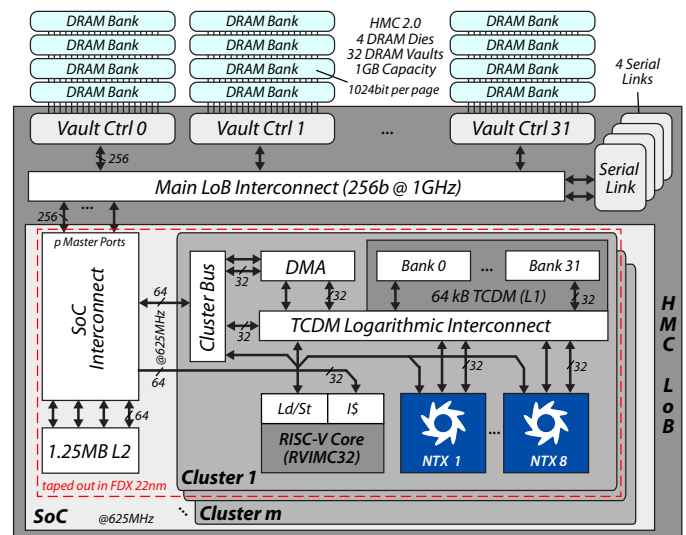 DRAM Bank
DRAM Bank
DRAM Bank
DRAM Bank
DRAM Bank
DRAM Bank
DRAM Bank
DRAM Bank
HMC 2.0
4 DRAM Dies
32 DRAM Vaults
1GB Capacity
1024bit per page
DRAM Bank
DRAM Bank
DRAM Bank
DRAM Bank
4 Serial
Links
Vault Ctrl 0
Vault Ctrl 1
...
Vault Ctrl 31
256
Main LoB Interconnect (256b @ 1GHz)
Serial
Link
256
...
p Master Ports
SoC
Interconnect
64
@625MHz
64
64
1.25MB L2
taped out in FDX 22nm
Cluster Bus
32
DMA
32
Bank 0
...
Bank 31
64 kB TCDM (L1)
32
32
TCDM Logarithmic Interconnect
32
32
32
Ld/St
I$
RISC-V Core
(RVIMC32)
NTX 1
...
NTX 8
Cluster 1
...
Cluster m
SoC
@625MHz
HMC LoB